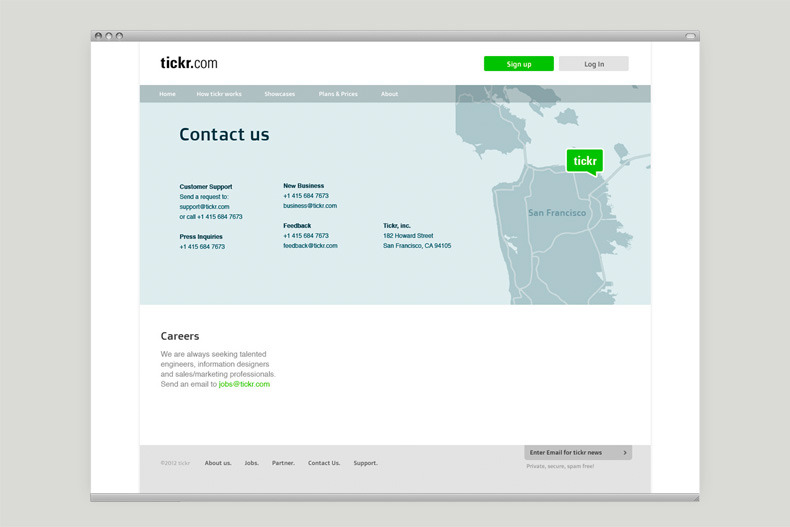 tickr.com
Sign up
Log In
Home
How tickr works
Showcases
Plans & Prices
About
Contact us
Customer Support
Send a request to:
support@tickr.com
or call +1 415 684 7673
Press Inquiries
+1 415 684 7673
New Business
+1 415 684 7673
business@tickr.com
Feedback
+1 415 684 7673
feedback@tickr.com
Tickr, inc.
182 Howard Street
San Francisco, CA 94105
tickr
San Francisco
Careers
We are always seeking talented
engineers, information designers
and sales/marketing professionals.
Send an email to jobs@tickr.com
©2012 tickr
About us.
Jobs.
Partner.
Contact Us.
Support.
Enter Email for tickr news
Private, secure, spam free!